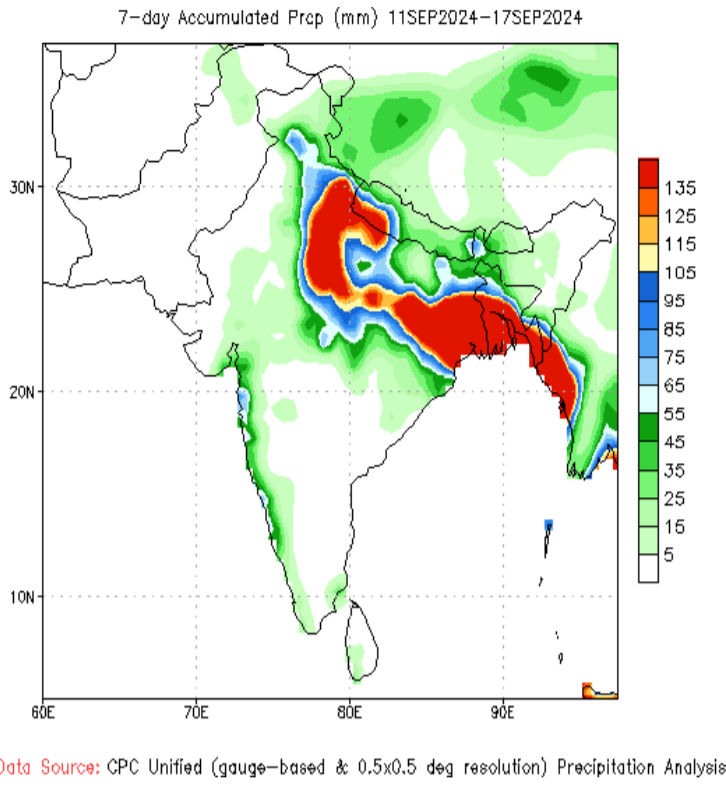 7-day Accumulated Prcp (mm) 11SEP2024-17SEP2024
30N
20N
10N
60E
70E
80E
90E
135
125
115
105
95
85
75
65
55
45
35
25
15
5
Data Source: CPC Unified (gauge-based & 0.5x0.5 deg resolution) Precipitation Analysis